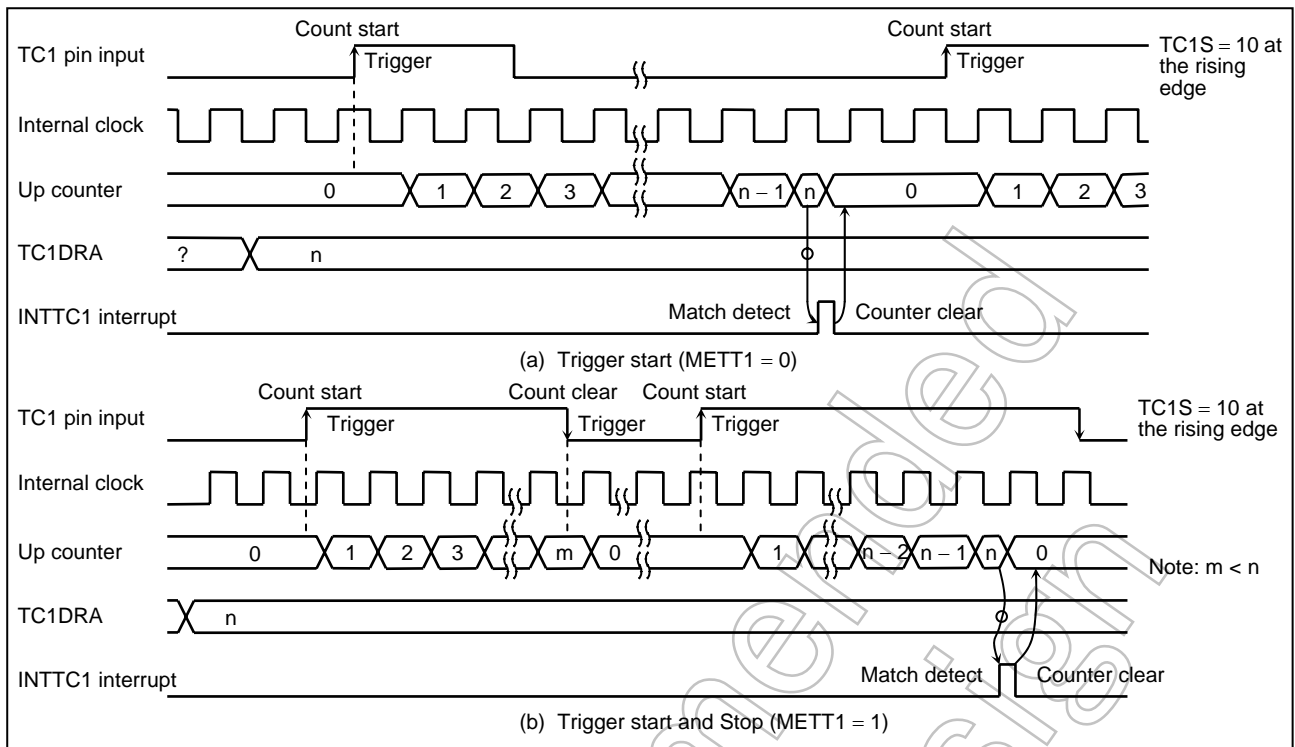 Count start Count start
TC1 pin input Trigger Trigger TC1S = 10 at
the rising
edge
Internal clock
Up counter 0 1 2 3 n − 1 n 0 1 2 3
TC1DRA ? n
INTTC1 interrupt Match detect Counter clear
(a) Trigger start (METT1 = 0)
Count start Count clear Count start
TC1 pin input Trigger Trigger Trigger TC1S = 10 at
the rising edge
Internal clock
Up counter 0 1 2 3 m 0 1 n − 2 n − 1 n 0 Note: m < n
TC1DRA n
INTTC1 interrupt Match detect Counter clear
(b) Trigger start and Stop (METT1 = 1)